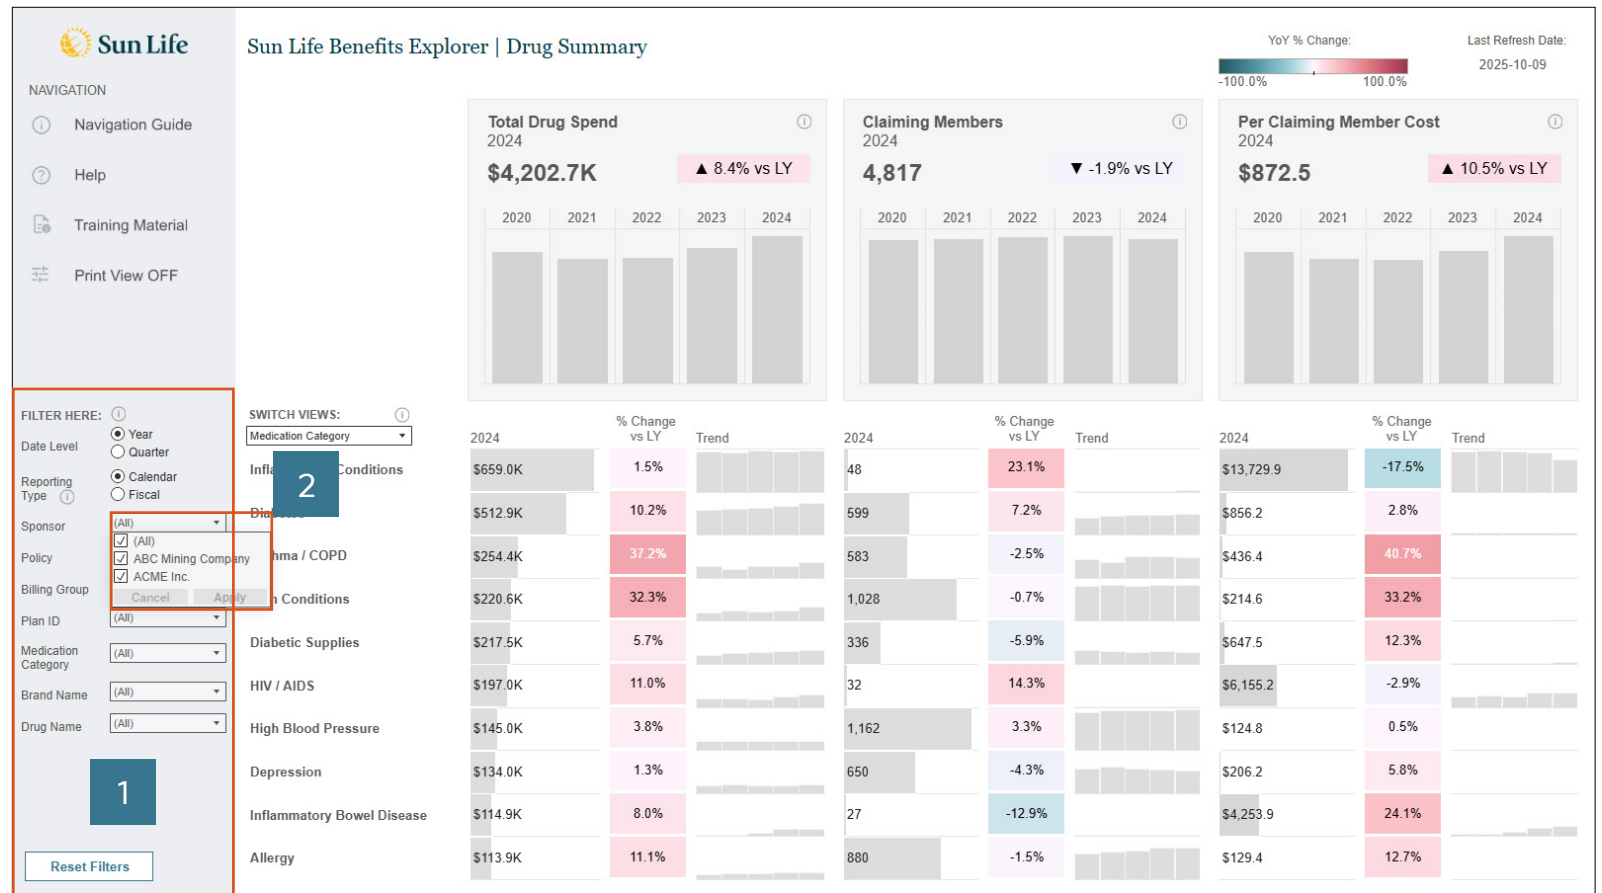 Sun Life
Sun Life Benefits Explorer | Drug Summary
YoY % Change:
-100.0% 100.0%
Last Refresh Date:
2025-10-09
NAVIGATION
Navigation Guide
Help
Training Material
Print View OFF
Total Drug Spend
2024
$4,202.7K ▲ 8.4% vs LY
2020 2021 2022 2023 2024
Claiming Members
2024
4,817 ▼ -1.9% vs LY
2020 2021 2022 2023 2024
Per Claiming Member Cost
2024
$872.5 ▲ 10.5% vs LY
2020 2021 2022 2023 2024
FILTER HERE:
Date Level
Year
Quarter
Reporting
Type
Calendar
Fiscal
Sponsor (All)
(All)
ABC Mining Company
ACME Inc.
Cancel Apply
Policy
Billing Group
Plan ID (All)
Medication
Category (All)
Brand Name (All)
Drug Name (All)
1
Reset Filters
SWITCH VIEWS:
Medication Category
2
2024 % Change
vs LY Trend 2024 % Change
vs LY Trend 2024 % Change
vs LY Trend
Conditions $659.0K 1.5% 48 23.1% $13,729.9 -17.5%
$512.9K 10.2% 599 7.2% $856.2 2.8%
/ COPD $254.4K 37.2% 583 -2.5% $436.4 40.7%
Conditions $220.6K 32.3% 1,028 -0.7% $214.6 33.2%
Diabetic Supplies $217.5K 5.7% 336 -5.9% $647.5 12.3%
HIV / AIDS $197.0K 11.0% 32 14.3% $6,155.2 -2.9%
High Blood Pressure $145.0K 3.8% 1,162 3.3% $124.8 0.5%
Depression $134.0K 1.3% 650 -4.3% $206.2 5.8%
Inflammatory Bowel Disease $114.9K 8.0% 27 -12.9% $4,253.9 24.1%
Allergy $113.9K 11.1% 880 -1.5% $129.4 12.7%